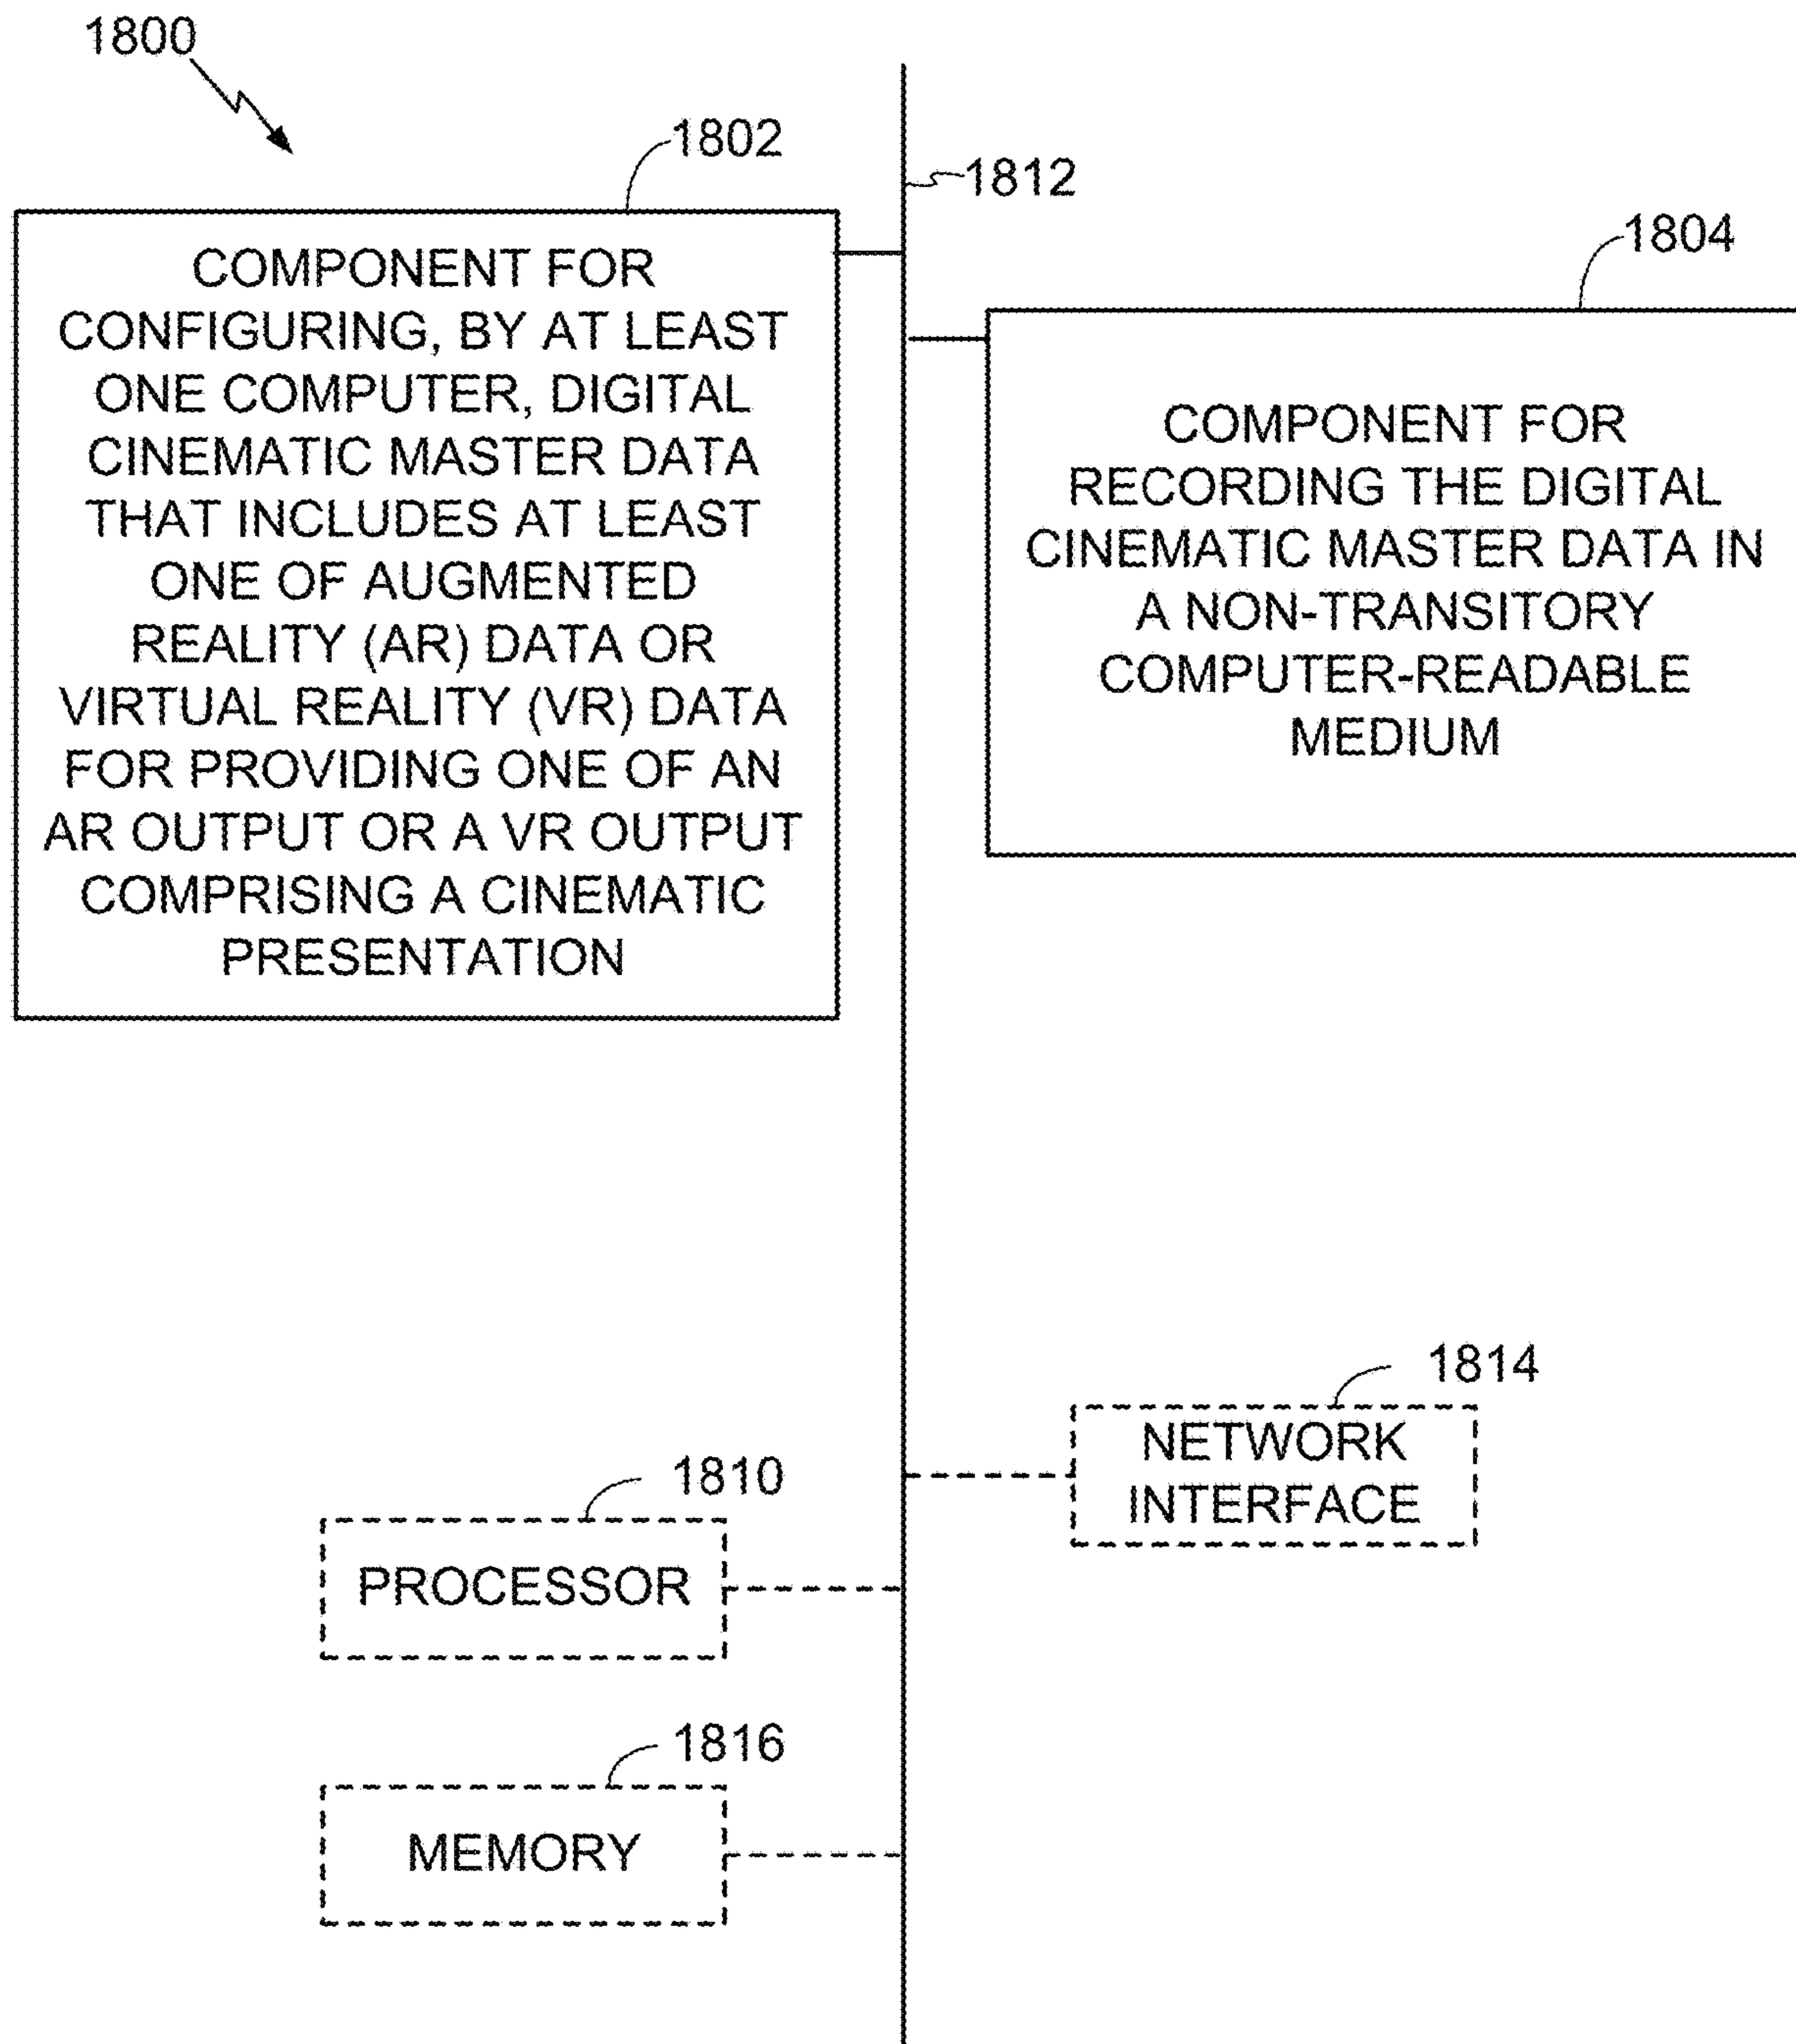 1800
1802
1812
1804
COMPONENT FOR
CONFIGURING, BY AT LEAST
ONE COMPUTER, DIGITAL
CINEMATIC MASTER DATA
THAT INCLUDES AT LEAST
ONE OF AUGMENTED
REALITY (AR) DATA OR
VIRTUAL REALITY (VR) DATA
FOR PROVIDING ONE OF AN
AR OUTPUT OR A VR OUTPUT
COMPRISING A CINEMATIC
PRESENTATION
COMPONENT FOR
RECORDING THE DIGITAL
CINEMATIC MASTER DATA IN
A NON-TRANSITORY
COMPUTER-READABLE
MEDIUM
1814
NETWORK
INTERFACE
1810
PROCESSOR
1816
MEMORY